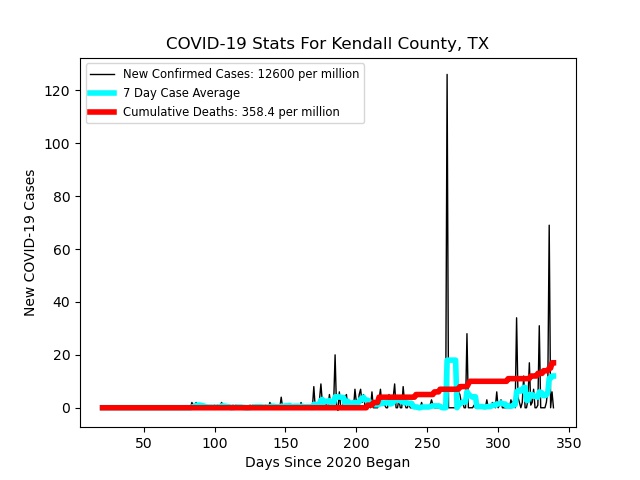 COVID-19 Stats For Kendall County, TX
New Confirmed Cases: 12600 per million
7 Day Case Average
Cumulative Deaths: 358.4 per million
New COVID-19 Cases
120
100
80
60
40
20
0
50
100
150
200
250
300
350
Days Since 2020 Began